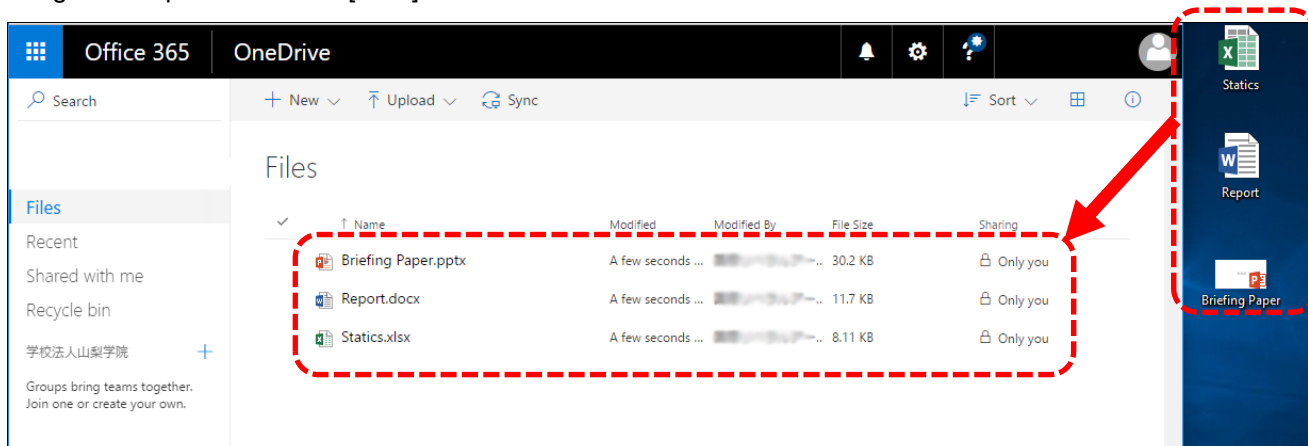 Office 365 OneDrive
Search
New Upload Sync Sort
Files
Files
Recent
Shared with me
Recycle bin
学校法人山梨学院
Groups bring teams together.
Join one or create your own.
Name Modified Modified By File Size Sharing
Briefing Paper.pptx A few seconds ... 30.2 KB Only you
Report.docx A few seconds ... 11.7 KB Only you
Statics.xlsx A few seconds ... 8.11 KB Only you
Statics
Report
Briefing Paper